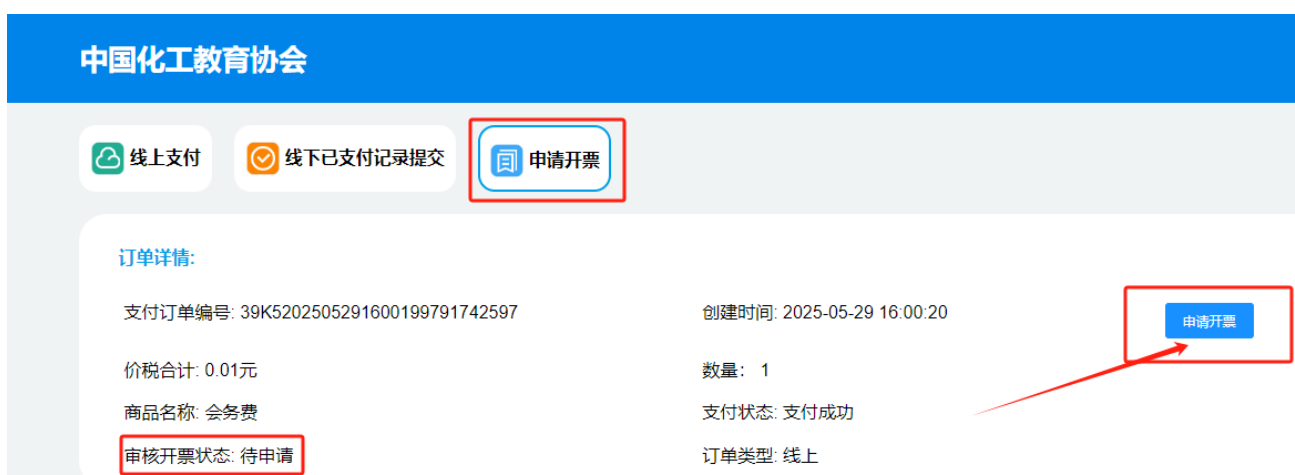 中国化工教育协会
线上支付 线下已支付记录提交 申请开票
订单详情:
支付订单编号: 39K5202505291600199791742597 创建时间: 2025-05-29 16:00:20 申请开票
价税合计: 0.01元 数量： 1
商品名称: 会务费 支付状态: 支付成功
审核开票状态: 待申请 订单类型: 线上